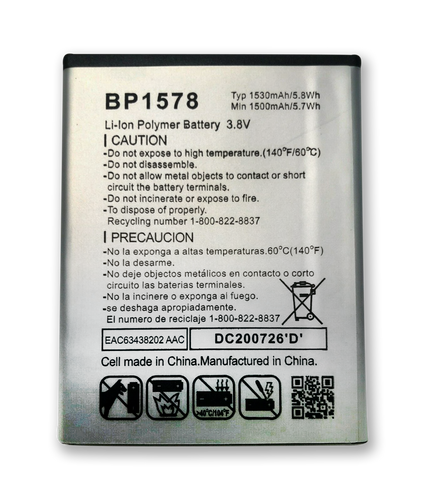 BP1578
Typ 1530mAh/5.8Wh
Min 1500mAh/5.7Wh
Li-Ion Polymer Battery 3.8V
CAUTION
-Do not expose to high temperature.(140°F/60°C)
-Do not disassemble.
-Do not allow metal objects to contact or short
circuit the battery terminals.
-Do not incinerate or expose to fire.
-To dispose of properly.
Recycling number 1-800-822-8837
PRECAUCION
-No la exponga a altas temperaturas.60°C(140°F)
-No la desarme.
-No deje objectos metálicos en contacto o corto
circuito las baterias terminales.
-No la incinere o exponga al fuego.
-se deshaga apropiadamente.
El numero de reciclaje 1-800-822-8837
EAC63438202 AAC
DC200726'D'
Cell made in China.Manufactured in China.
>40°C/104°F